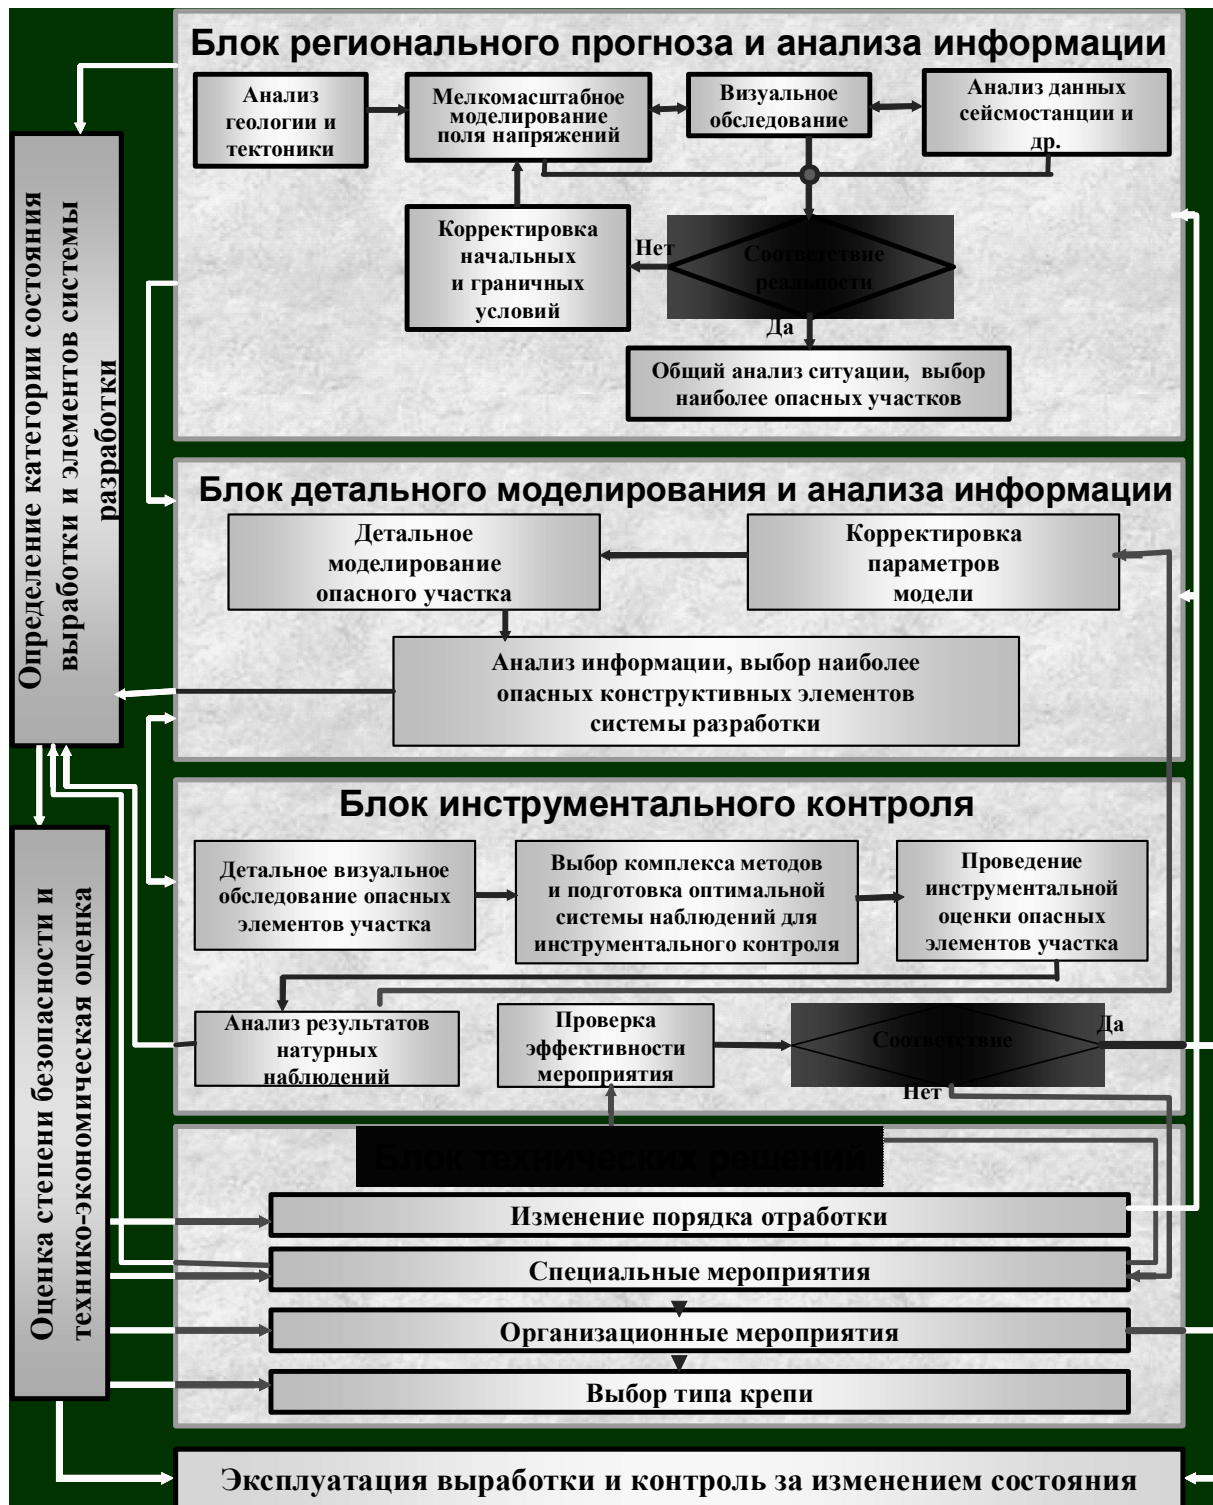 Блок регионального прогноза и анализа информации
Анализ
геологии и
тектоники
Мелкомасштабное
моделирование
поля напряжений
Визуальное
обследование
Анализ данных
сейсмостанции и
др.
Корректировка
начальных
и граничных
условий
Нет
Соответствие
реальности
Да
Общий анализ ситуации, выбор
наиболее опасных участков
Определение категории состояния
выработки и элементов системы
разработки
Блок детального моделирования и анализа информации
Детальное
моделирование
опасного участка
Корректировка
параметров
модели
Анализ информации, выбор наиболее
опасных конструктивных элементов
системы разработки
Блок инструментального контроля
Детальное визуальное
обследование опасных
элементов участка
Выбор комплекса методов
и подготовка оптимальной
системы наблюдений для
инструментального контроля
Проведение
инструментальной
оценки опасных
элементов участка
Анализ результатов
натурных
наблюдений
Проверка
эффективности
мероприятия
Соответствие
Да
Нет
Оценка степени безопасности и
технико-экономическая оценка
Блок технических решений
Изменение порядка отработки
Специальные мероприятия
Организационные мероприятия
Выбор типа крепи
Эксплуатация выработки и контроль за изменением состояния